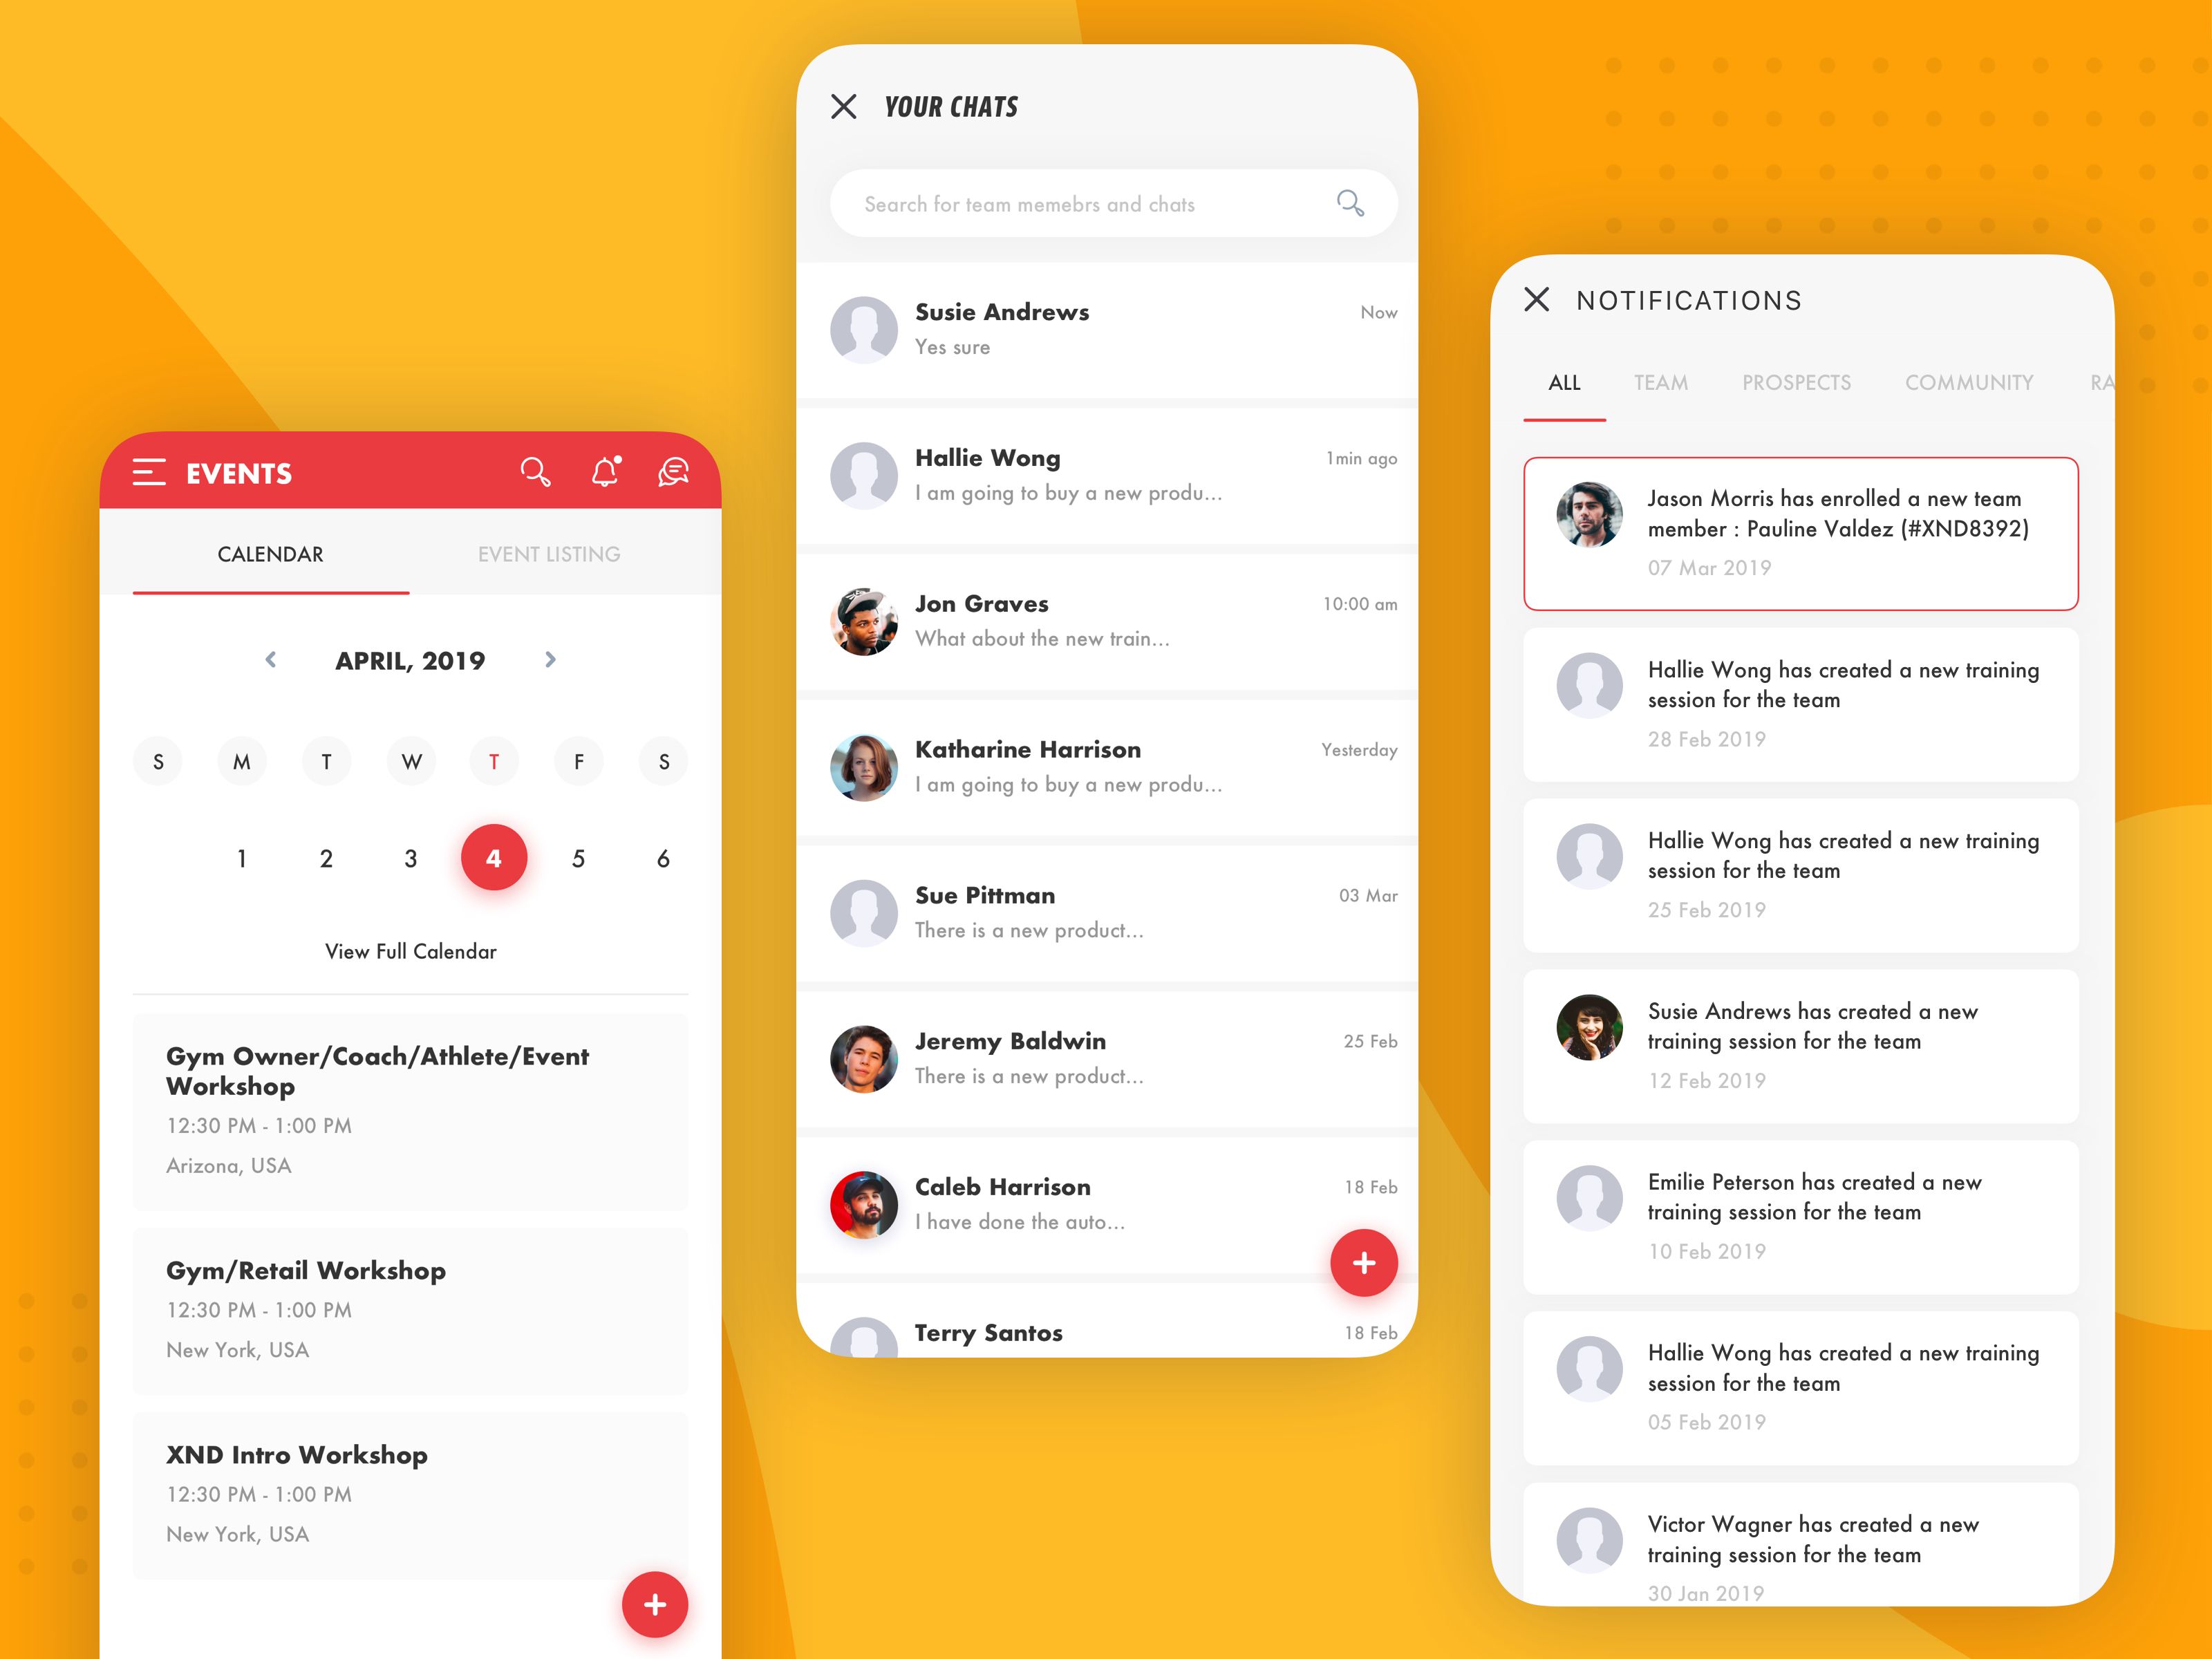 EVENTS
CALENDAR
EVENT LISTING
APRIL, 2019
S M T W T F S
1 2 3 4 5 6
View Full Calendar
Gym Owner/Coach/Athlete/Event
Workshop
12:30 PM - 1:00 PM
Arizona, USA
Gym/Retail Workshop
12:30 PM - 1:00 PM
New York, USA
XND Intro Workshop
12:30 PM - 1:00 PM
New York, USA
YOUR CHATS
Search for team memebrs and chats
Susie Andrews
Now
Yes sure
Hallie Wong
1min ago
I am going to buy a new produ...
Jon Graves
10:00 am
What about the new train...
Katharine Harrison
Yesterday
I am going to buy a new produ...
Sue Pittman
03 Mar
There is a new product...
Jeremy Baldwin
25 Feb
There is a new product...
Caleb Harrison
18 Feb
I have done the auto...
Terry Santos
18 Feb
NOTIFICATIONS
ALL TEAM PROSPECTS COMMUNITY RA
Jason Morris has enrolled a new team
member : Pauline Valdez (#XND8392)
07 Mar 2019
Hallie Wong has created a new training
session for the team
28 Feb 2019
Hallie Wong has created a new training
session for the team
25 Feb 2019
Susie Andrews has created a new
training session for the team
12 Feb 2019
Emilie Peterson has created a new
training session for the team
10 Feb 2019
Hallie Wong has created a new training
session for the team
05 Feb 2019
Victor Wagner has created a new
training session for the team
30 Jan 2019